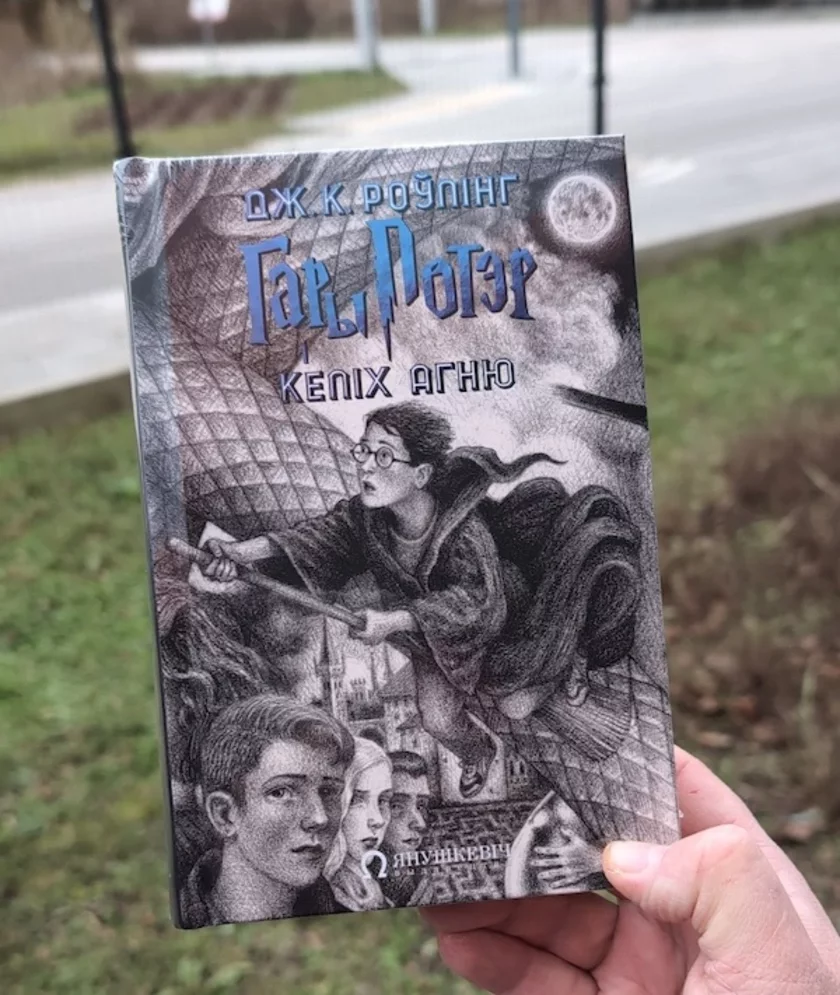 ДЖ. К. РОЎЛІНГ
Гары Потэр
і
КЕЛІХ АГНЮ
ЯНУШКЕВІЧ